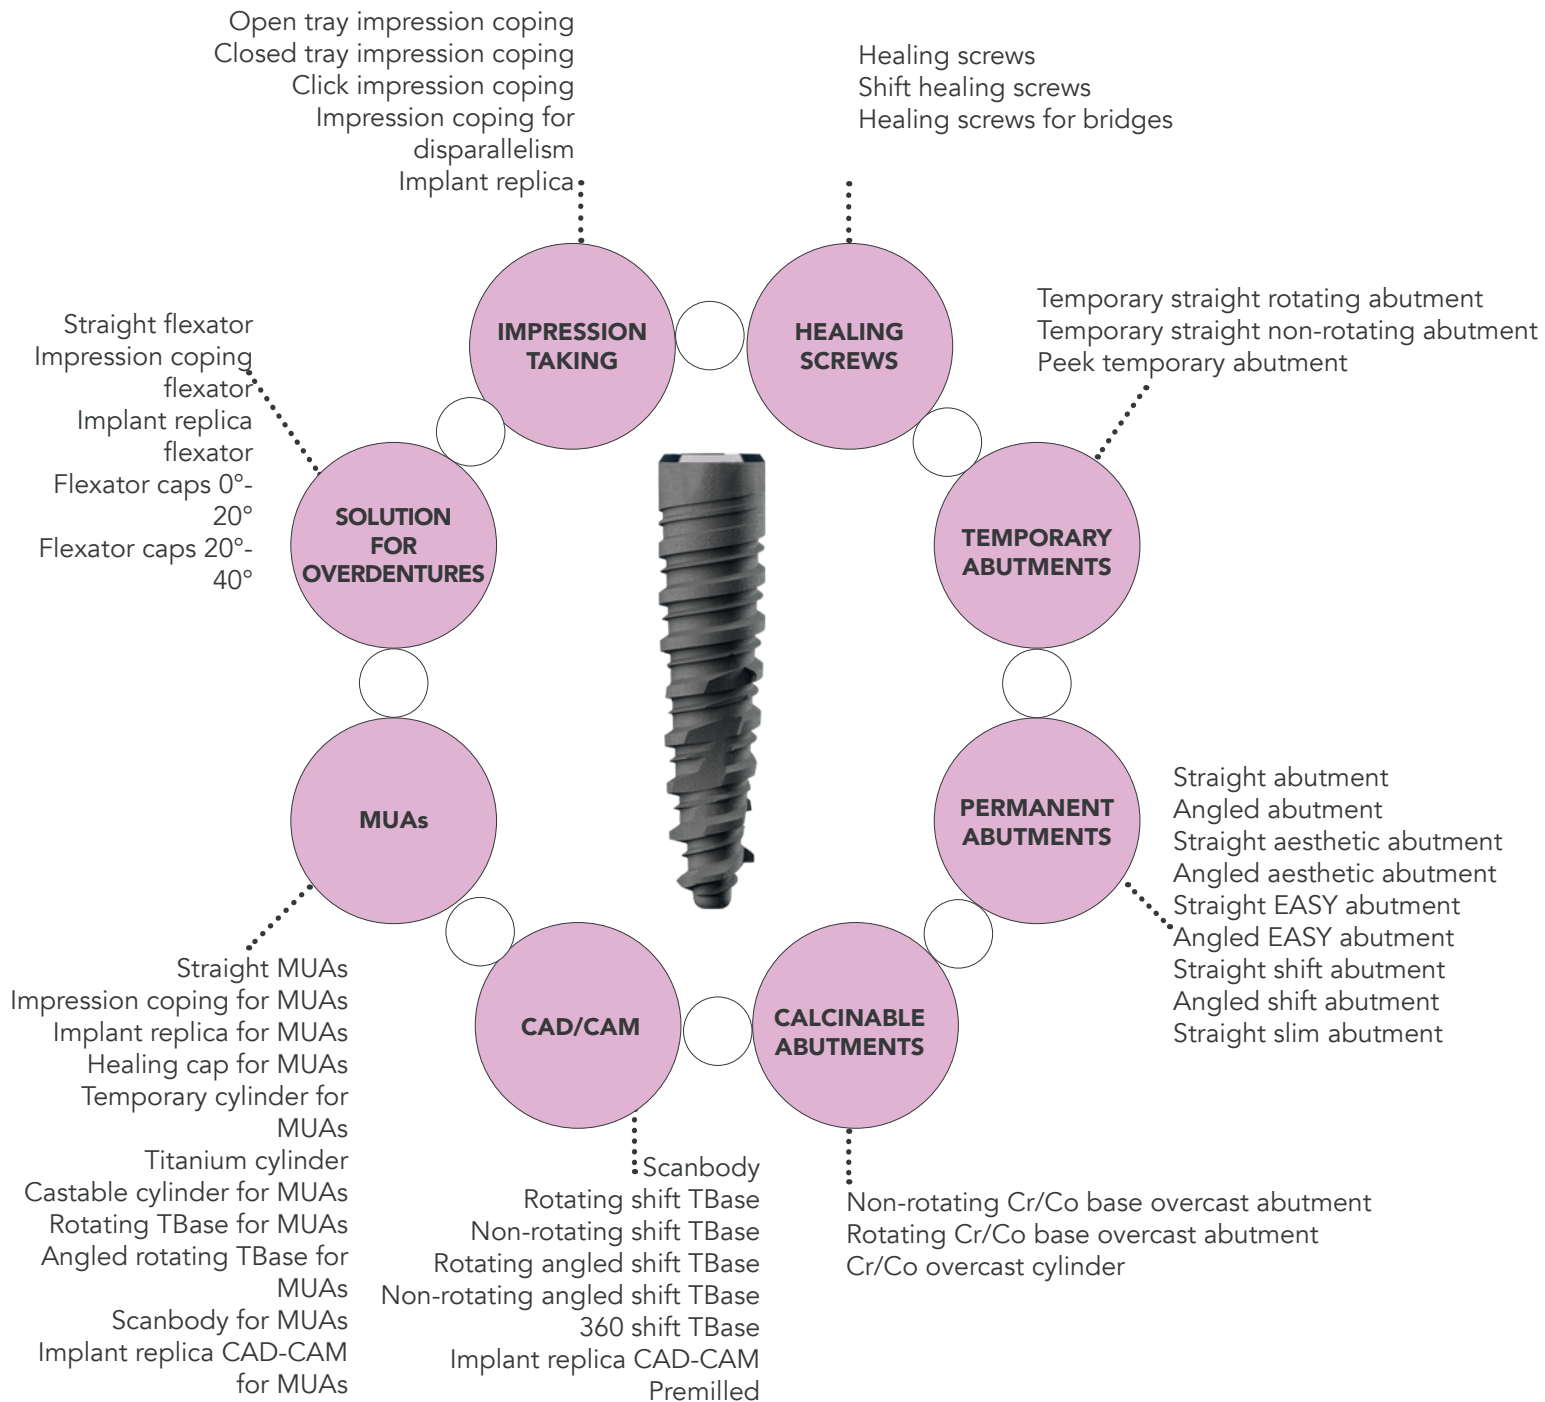 Open tray impression coping
Closed tray impression coping
Click impression coping
Impression coping for
disparallelism
Implant replica
Healing screws
Shift healing screws
Healing screws for bridges
IMPRESSION
TAKING
HEALING
SCREWS
Straight flexator
Impression coping
flexator
Implant replica
flexator
Flexator caps 0°-
20°
Flexator caps 20°-
40°
Temporary straight rotating abutment
Temporary straight non-rotating abutment
Peek temporary abutment
SOLUTION
FOR
OVERDENTURES
TEMPORARY
ABUTMENTS
MUAs
PERMANENT
ABUTMENTS
Straight abutment
Angled abutment
Straight aesthetic abutment
Angled aesthetic abutment
Straight EASY abutment
Angled EASY abutment
Straight shift abutment
Angled shift abutment
Straight slim abutment
CAD/CAM
CALCINABLE
ABUTMENTS
Straight MUAs
Impression coping for MUAs
Implant replica for MUAs
Healing cap for MUAs
Temporary cylinder for
MUAs
Titanium cylinder
Castable cylinder for MUAs
Rotating TBase for MUAs
Angled rotating TBase for
MUAs
Scanbody for MUAs
Implant replica CAD-CAM
for MUAs
Scanbody
Rotating shift TBase
Non-rotating shift TBase
Rotating angled shift TBase
Non-rotating angled shift TBase
360 shift TBase
Implant replica CAD-CAM
Premilled
Non-rotating Cr/Co base overcast abutment
Rotating Cr/Co base overcast abutment
Cr/Co overcast cylinder